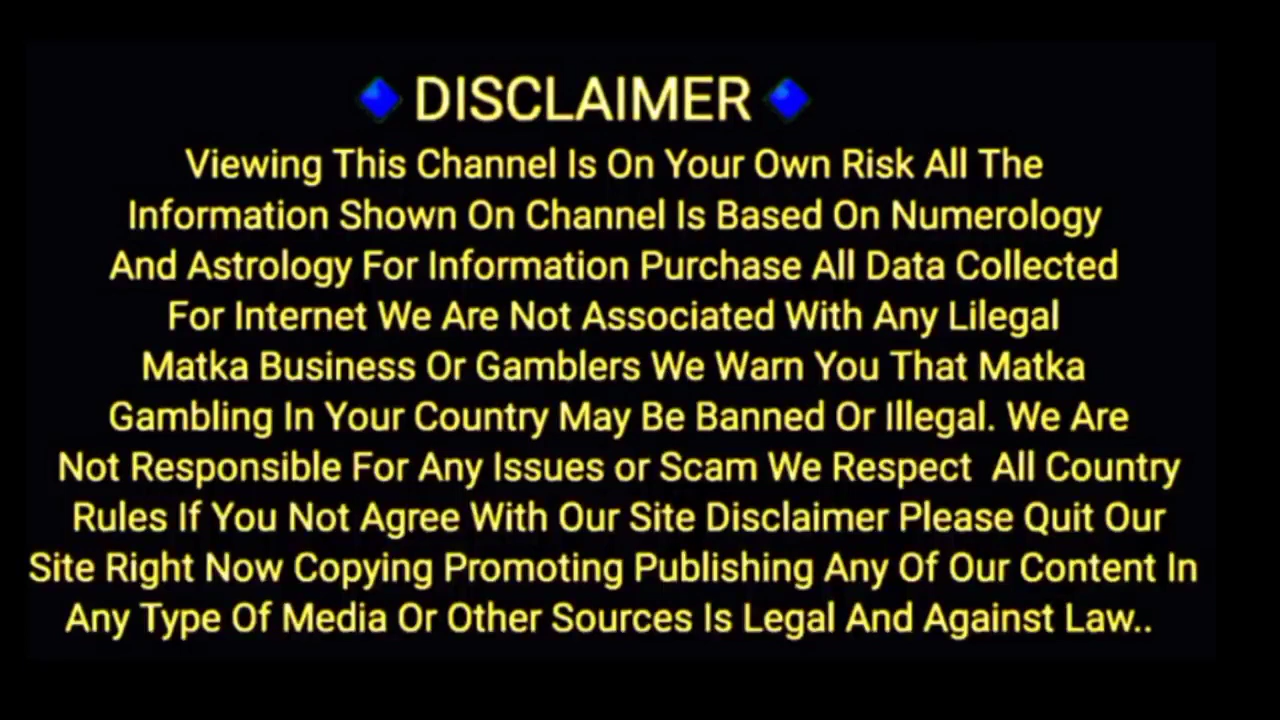 🔹DISCLAIMER🔹
Viewing This Channel Is On Your Own Risk All The
Information Shown On Channel Is Based On Numerology
And Astrology For Information Purchase All Data Collected
For Internet We Are Not Associated With Any Lilegal
Matka Business Or Gamblers We Warn You That Matka
Gambling In Your Country May Be Banned Or Illegal. We Are
Not Responsible For Any Issues or Scam We Respect All Country
Rules If You Not Agree With Our Site Disclaimer Please Quit Our
Site Right Now Copying Promoting Publishing Any Of Our Content In
Any Type Of Media Or Other Sources Is Legal And Against Law..